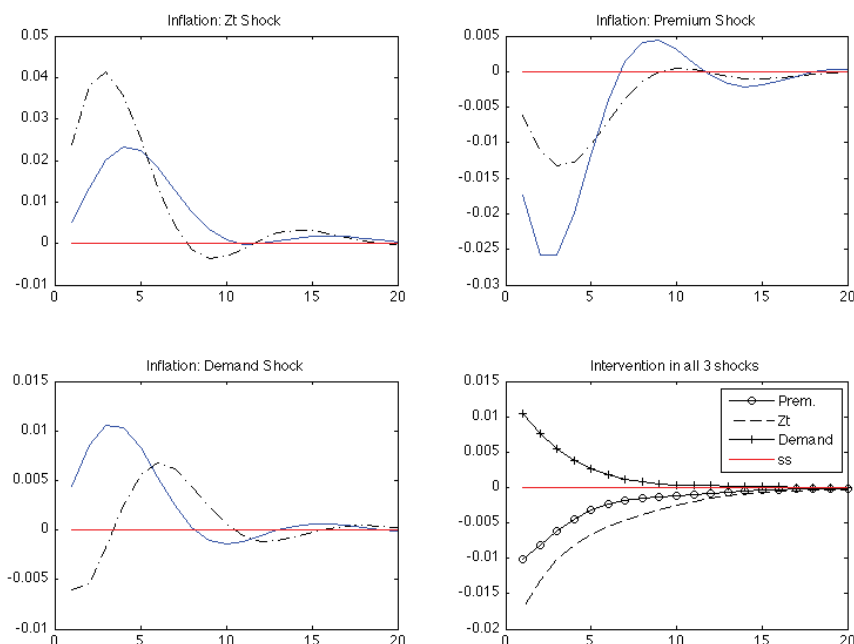 Inflation: Zt Shock
0.05
0.04
0.03
0.02
0.01
0
-0.01
0 5 10 15 20
Inflation: Premium Shock
0.005
0
-0.005
-0.01
-0.015
-0.02
-0.025
-0.03
0 5 10 15 20
Inflation: Demand Shock
0.015
0.01
0.005
0
-0.005
-0.01
0 5 10 15 20
Intervention in all 3 shocks
0.015
0.01
0.005
0
-0.005
-0.01
-0.015
-0.02
0 5 10 15 20
Prem.
Zt
Demand
ss